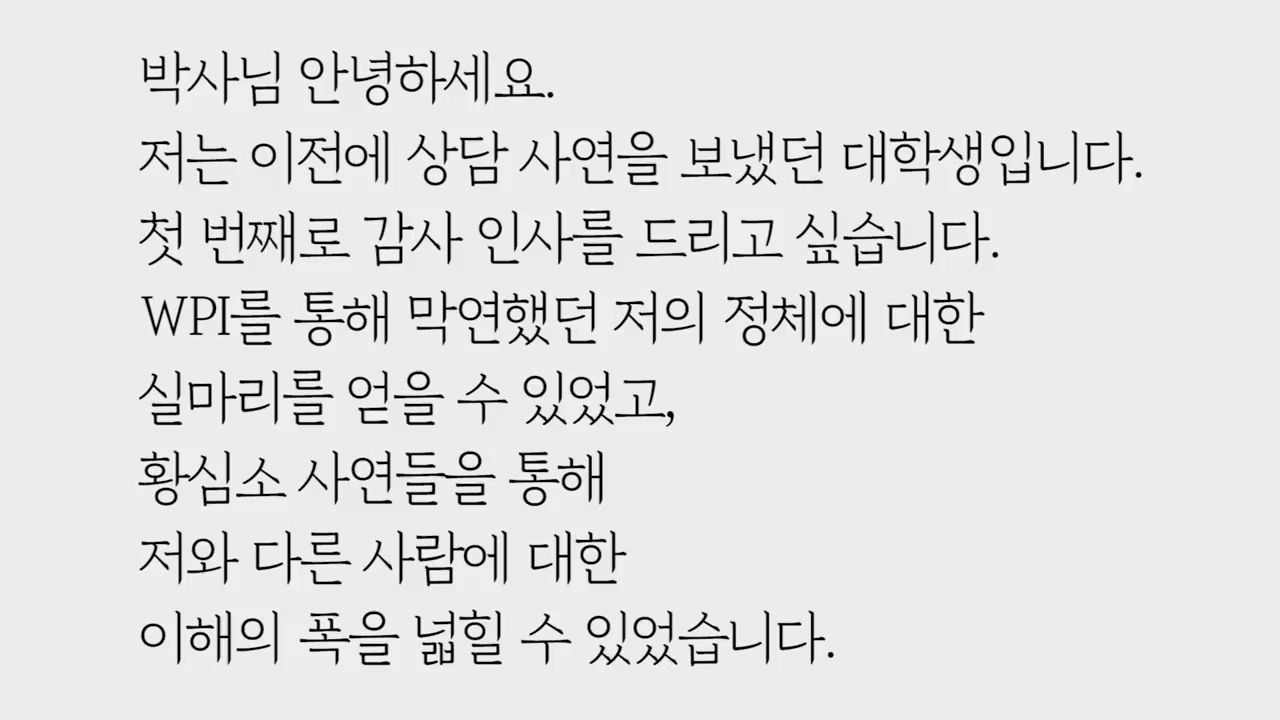 박사님 안녕하세요.
저는 이전에 상담 사연을 보냈던 대학생입니다.
첫 번째로 감사 인사를 드리고 싶습니다.
WPI를 통해 막연했던 저의 정체에 대한
실마리를 얻을 수 있었고,
황심소 사연들을 통해
저와 다른 사람에 대한
이해의 폭을 넓힐 수 있었습니다.